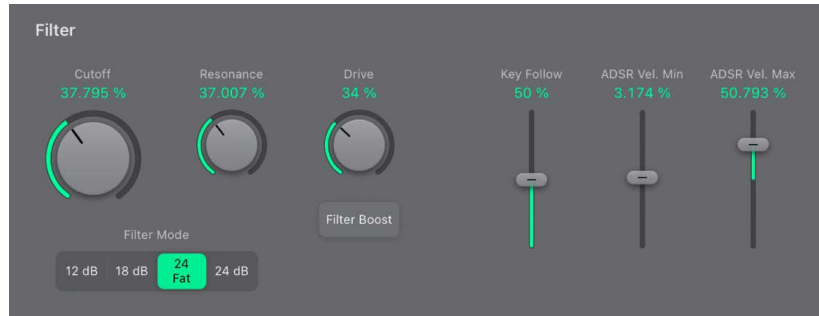 Filter
Cutoff
37.795 %
Resonance
37.007 %
Drive
34 %
Key Follow
50 %
ADSR Vel. Min
3.174 %
ADSR Vel. Max
50.793 %
Filter Boost
Filter Mode
12 dB
18 dB
24
Fat
24 dB